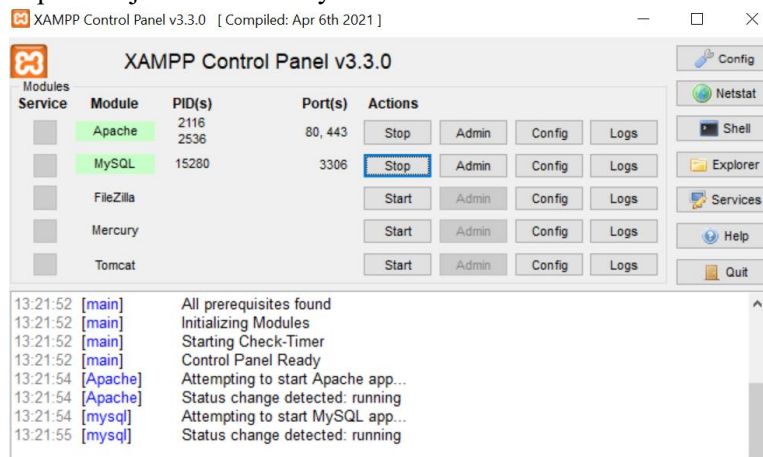 XAMPP Control Panel v3.3.0 [ Compiled: Apr 6th 2021 ]
XAMPP Control Panel v3.3.0
Config
Modules
Service Module PID(s) Port(s) Actions
Netstat
Apache 2116 2536 80, 443 Stop Admin Config Logs
Shell
MySQL 15280 3306 Stop Admin Config Logs
Explorer
FileZilla Start Admin Config Logs
Services
Mercury Start Admin Config Logs
Help
Tomcat Start Admin Config Logs
Quit
13:21:52 [main] All prerequisites found
13:21:52 [main] Initializing Modules
13:21:52 [main] Starting Check-Timer
13:21:52 [main] Control Panel Ready
13:21:54 [Apache] Attempting to start Apache app...
13:21:54 [Apache] Status change detected: running
13:21:54 [mysql] Attempting to start MySQL app...
13:21:55 [mysql] Status change detected: running